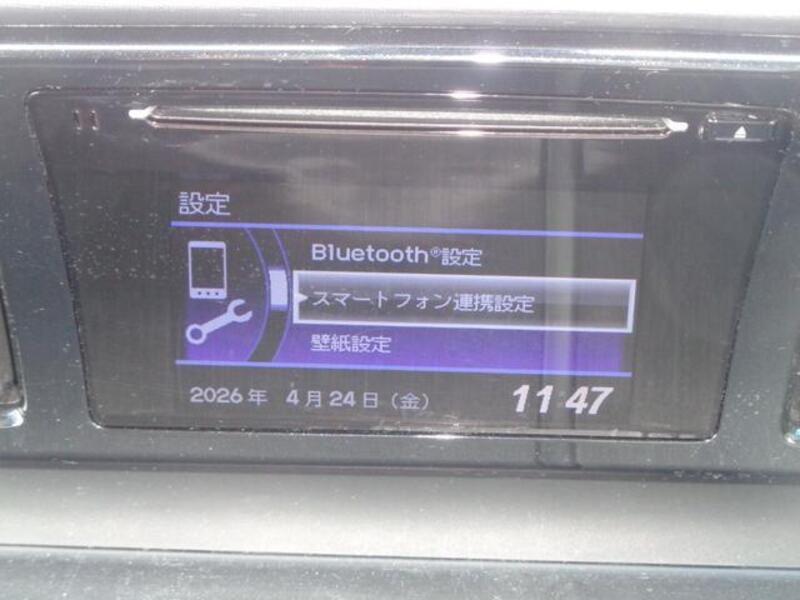 設定
Bluetooth®設定
スマートフォン連携設定
壁紙設定
2026年 4月24日(金) 11 47